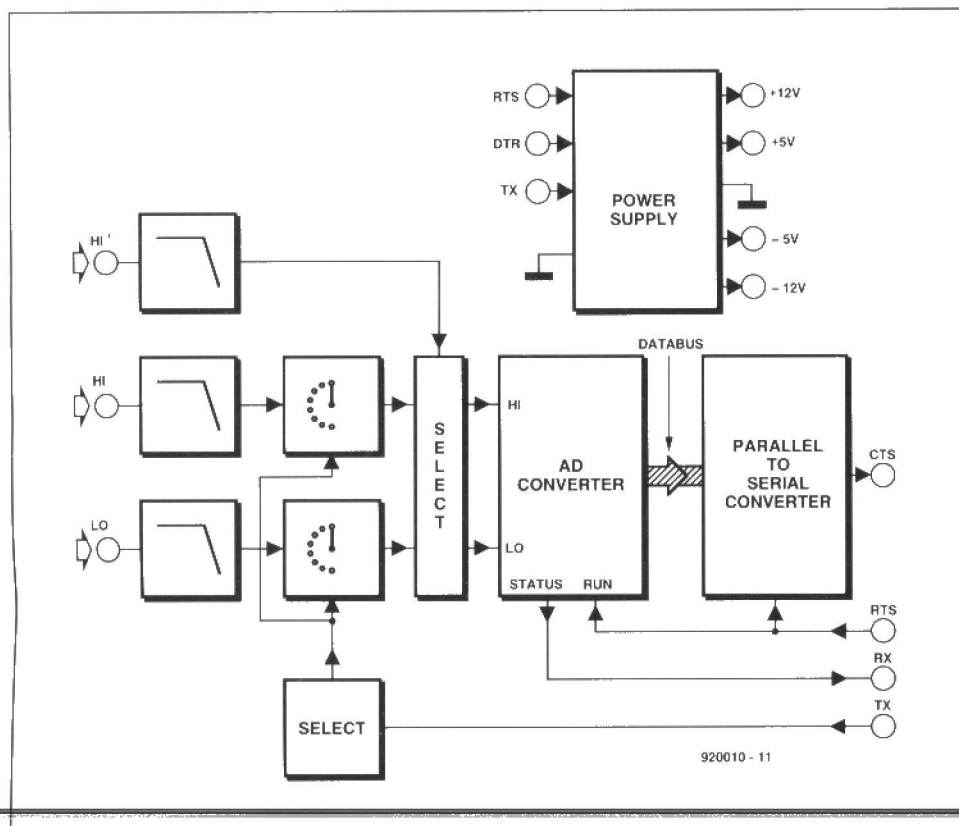 RTS
+12V
DTR
+5V
TX
POWER
SUPPLY
HI'
- 5V
- 12V
DATABUS
HI
HI
SELECT
AD
CONVERTER
PARALLEL
TO
SERIAL
CONVERTER
CTS
LO
LO
STATUS RUN
RTS
RX
SELECT
TX
920010 - 11